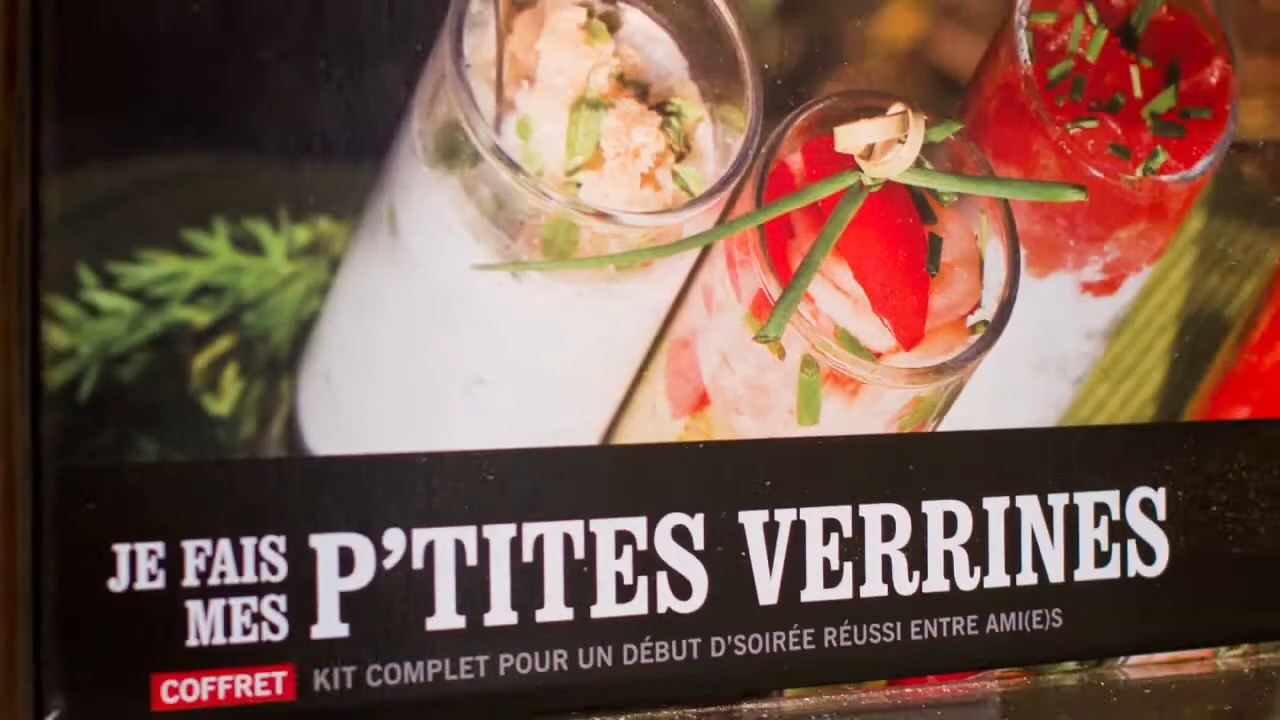 JE FAIS
MES P'TITES VERRINES
COFFRET KIT COMPLET POUR UN DÉBUT D'SOIRÉE RÉUSSI ENTRE AMI(E)S